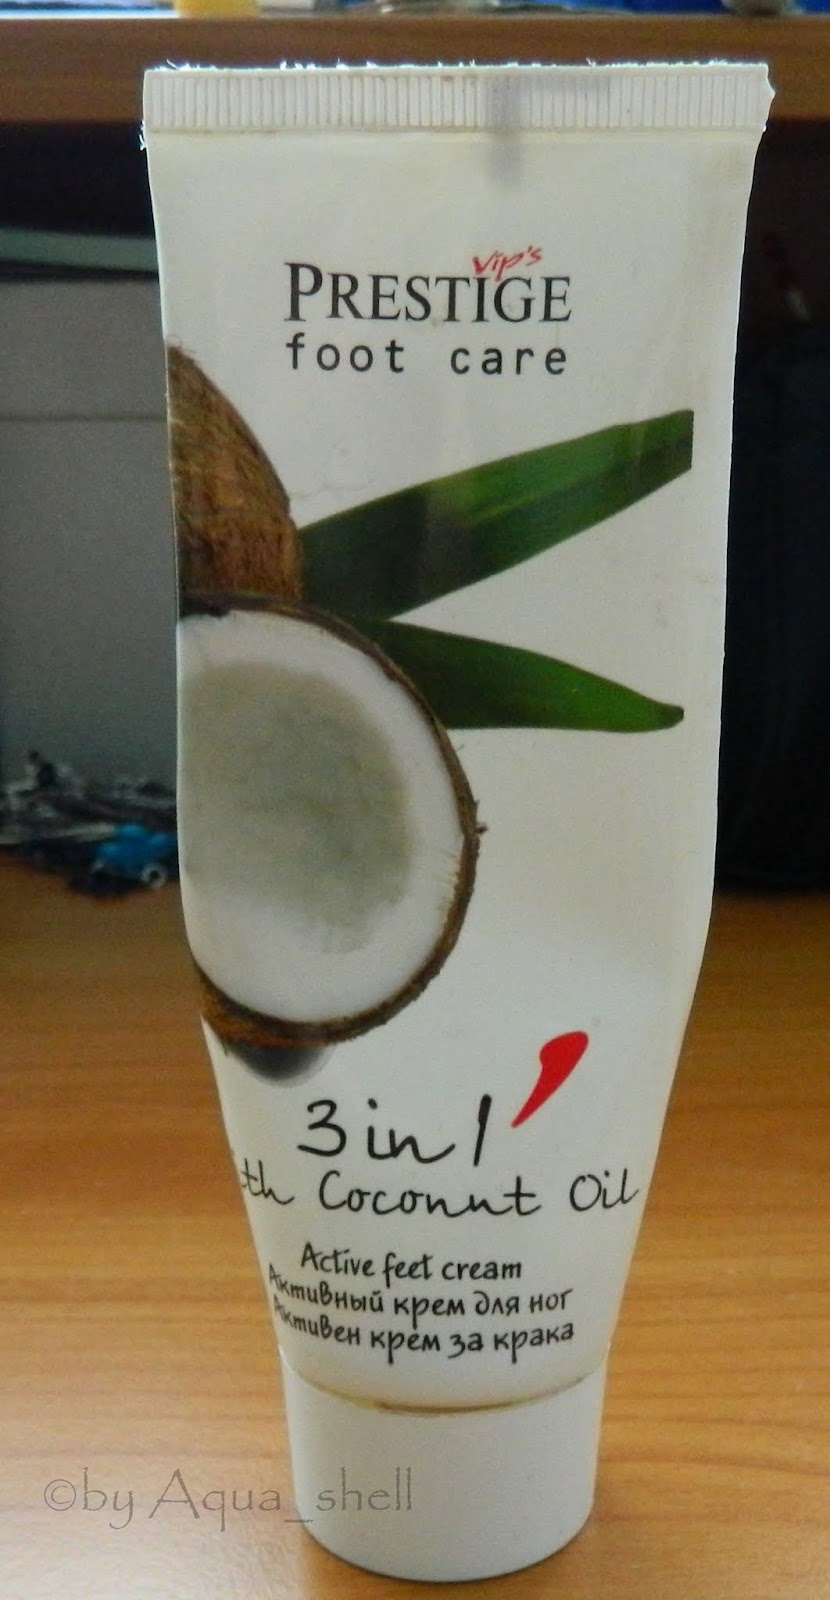 Vip's
PRESTIGE
foot care
3 in 1
with Coconut Oil
Active feet cream
Активный крем для ног
Активен крем за крака
©by Aqua_shell